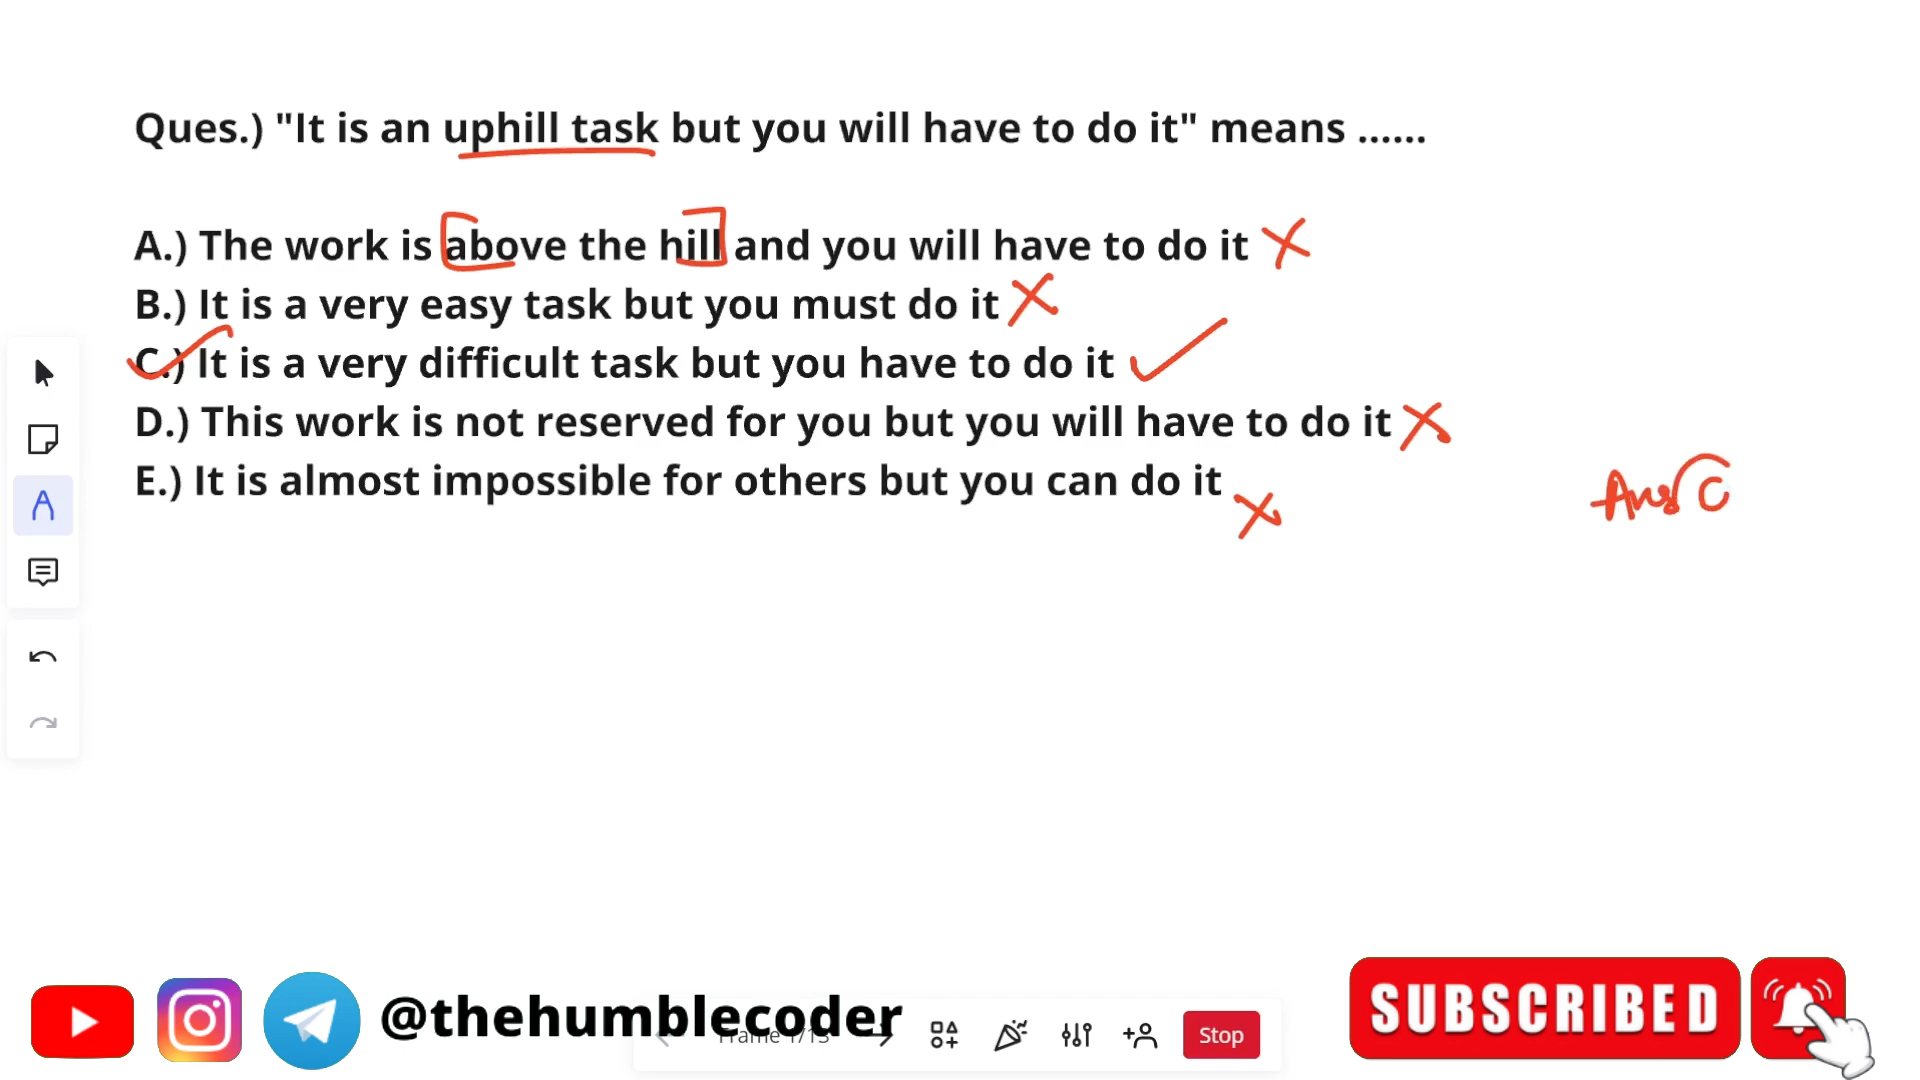 Ques.) "It is an uphill task but you will have to do it" means ......
A.) The work is above the hill and you will have to do it
B.) It is a very easy task but you must do it
C.) It is a very difficult task but you have to do it
D.) This work is not reserved for you but you will have to do it
E.) It is almost impossible for others but you can do it
Ans C
@thehumblecoder
Frame 1/13
Stop
SUBSCRIBED